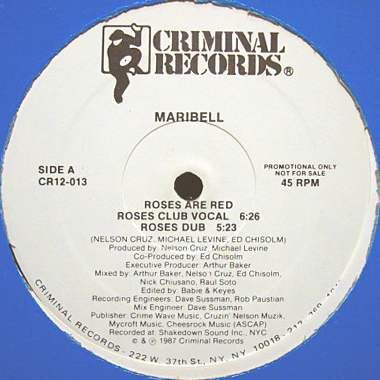 CRIMINAL
RECORDS®
MARIBELL
SIDE A
CR12-013
PROMOTIONAL ONLY
NOT FOR SALE
45 RPM
ROSES ARE RED
ROSES CLUB VOCAL 6:26
ROSES DUB 5:23
(NELSON CRUZ, MICHAEL LEVINE, ED CHISOLM)
Produced by: Nelson Cruz, Michael Levine
Co-Produced by: Ed Chisolm
Executive Producer: Arthur Baker
Mixed by: Arthur Baker, Nelson Cruz, Ed Chisolm,
Nick Chiusano, Raul Soto
Edited by: Babie & Keyes
Recording Engineers: Dave Sussman, Rob Paustian
Mix Engineer: Dave Sussman
Publisher: Crime Wave Music, Cruzin' Nelson Muzik,
Mycroft Music, Cheesrock Music (ASCAP)
Recorded at: Shakedown Sound Inc., NYC
© & ℗ 1987 Criminal Records
CRIMINAL RECORDS - 222 W. 37th St., NY, NY 10018 - 212-